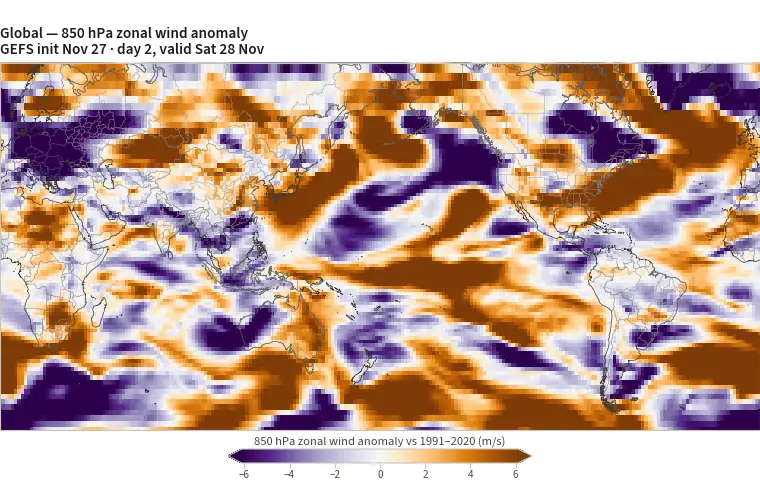 Global — 850 hPa zonal wind anomaly
GEFS init Nov 27 · day 2, valid Sat 28 Nov
850 hPa zonal wind anomaly vs 1991–2020 (m/s)
−6 −4 −2 0 2 4 6